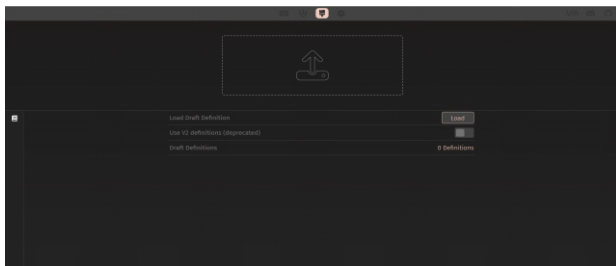 Load Draft Definition
Load
Use V2 definitions (deprecated)
Draft Definitions
0 Definitions